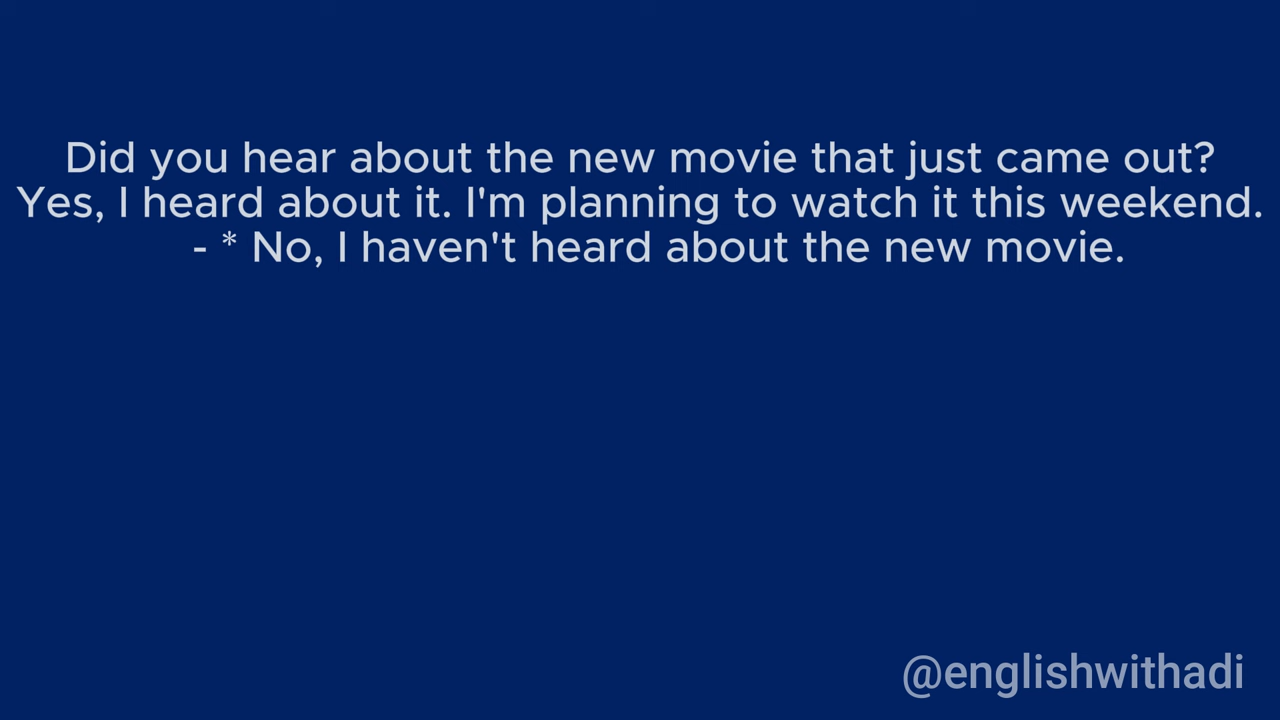 Did you hear about the new movie that just came out?
Yes, I heard about it. I'm planning to watch it this weekend.
- * No, I haven't heard about the new movie.
@englishwithadi